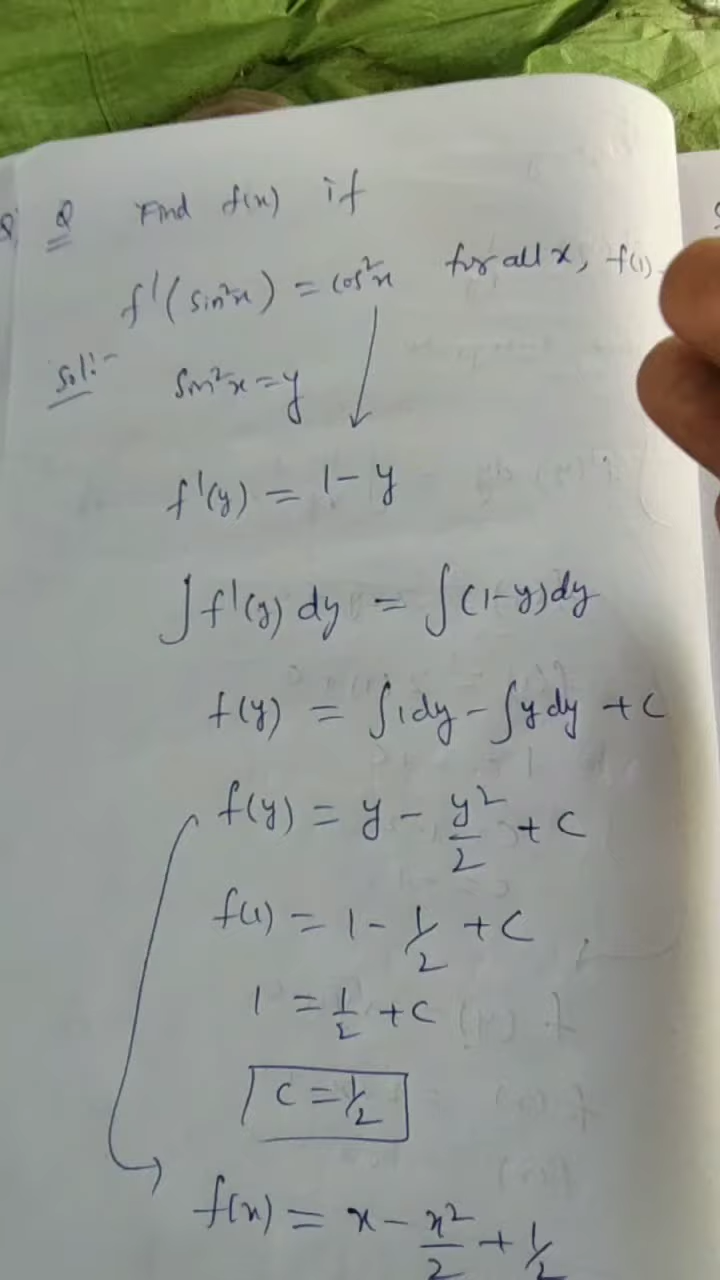 Q Find f(x) if
f'(sin²x) = cos²x for all x, f(1)
Sol:- sin²x = y
f'(y) = 1 - y
∫f'(y) dy = ∫(1-y)dy
f(y) = ∫1dy - ∫ydy + C
f(y) = y - y²/2 + C
f(1) = 1 - 1/2 + C
1 = 1/2 + C
C = 1/2
f(x) = x - x²/2 + 1/2